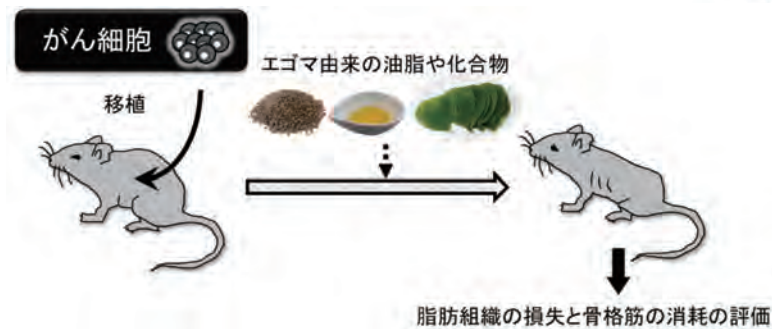 がん細胞
エゴマ由来の油脂や化合物
移植
脂肪組織の損失と骨格筋の消耗の評価